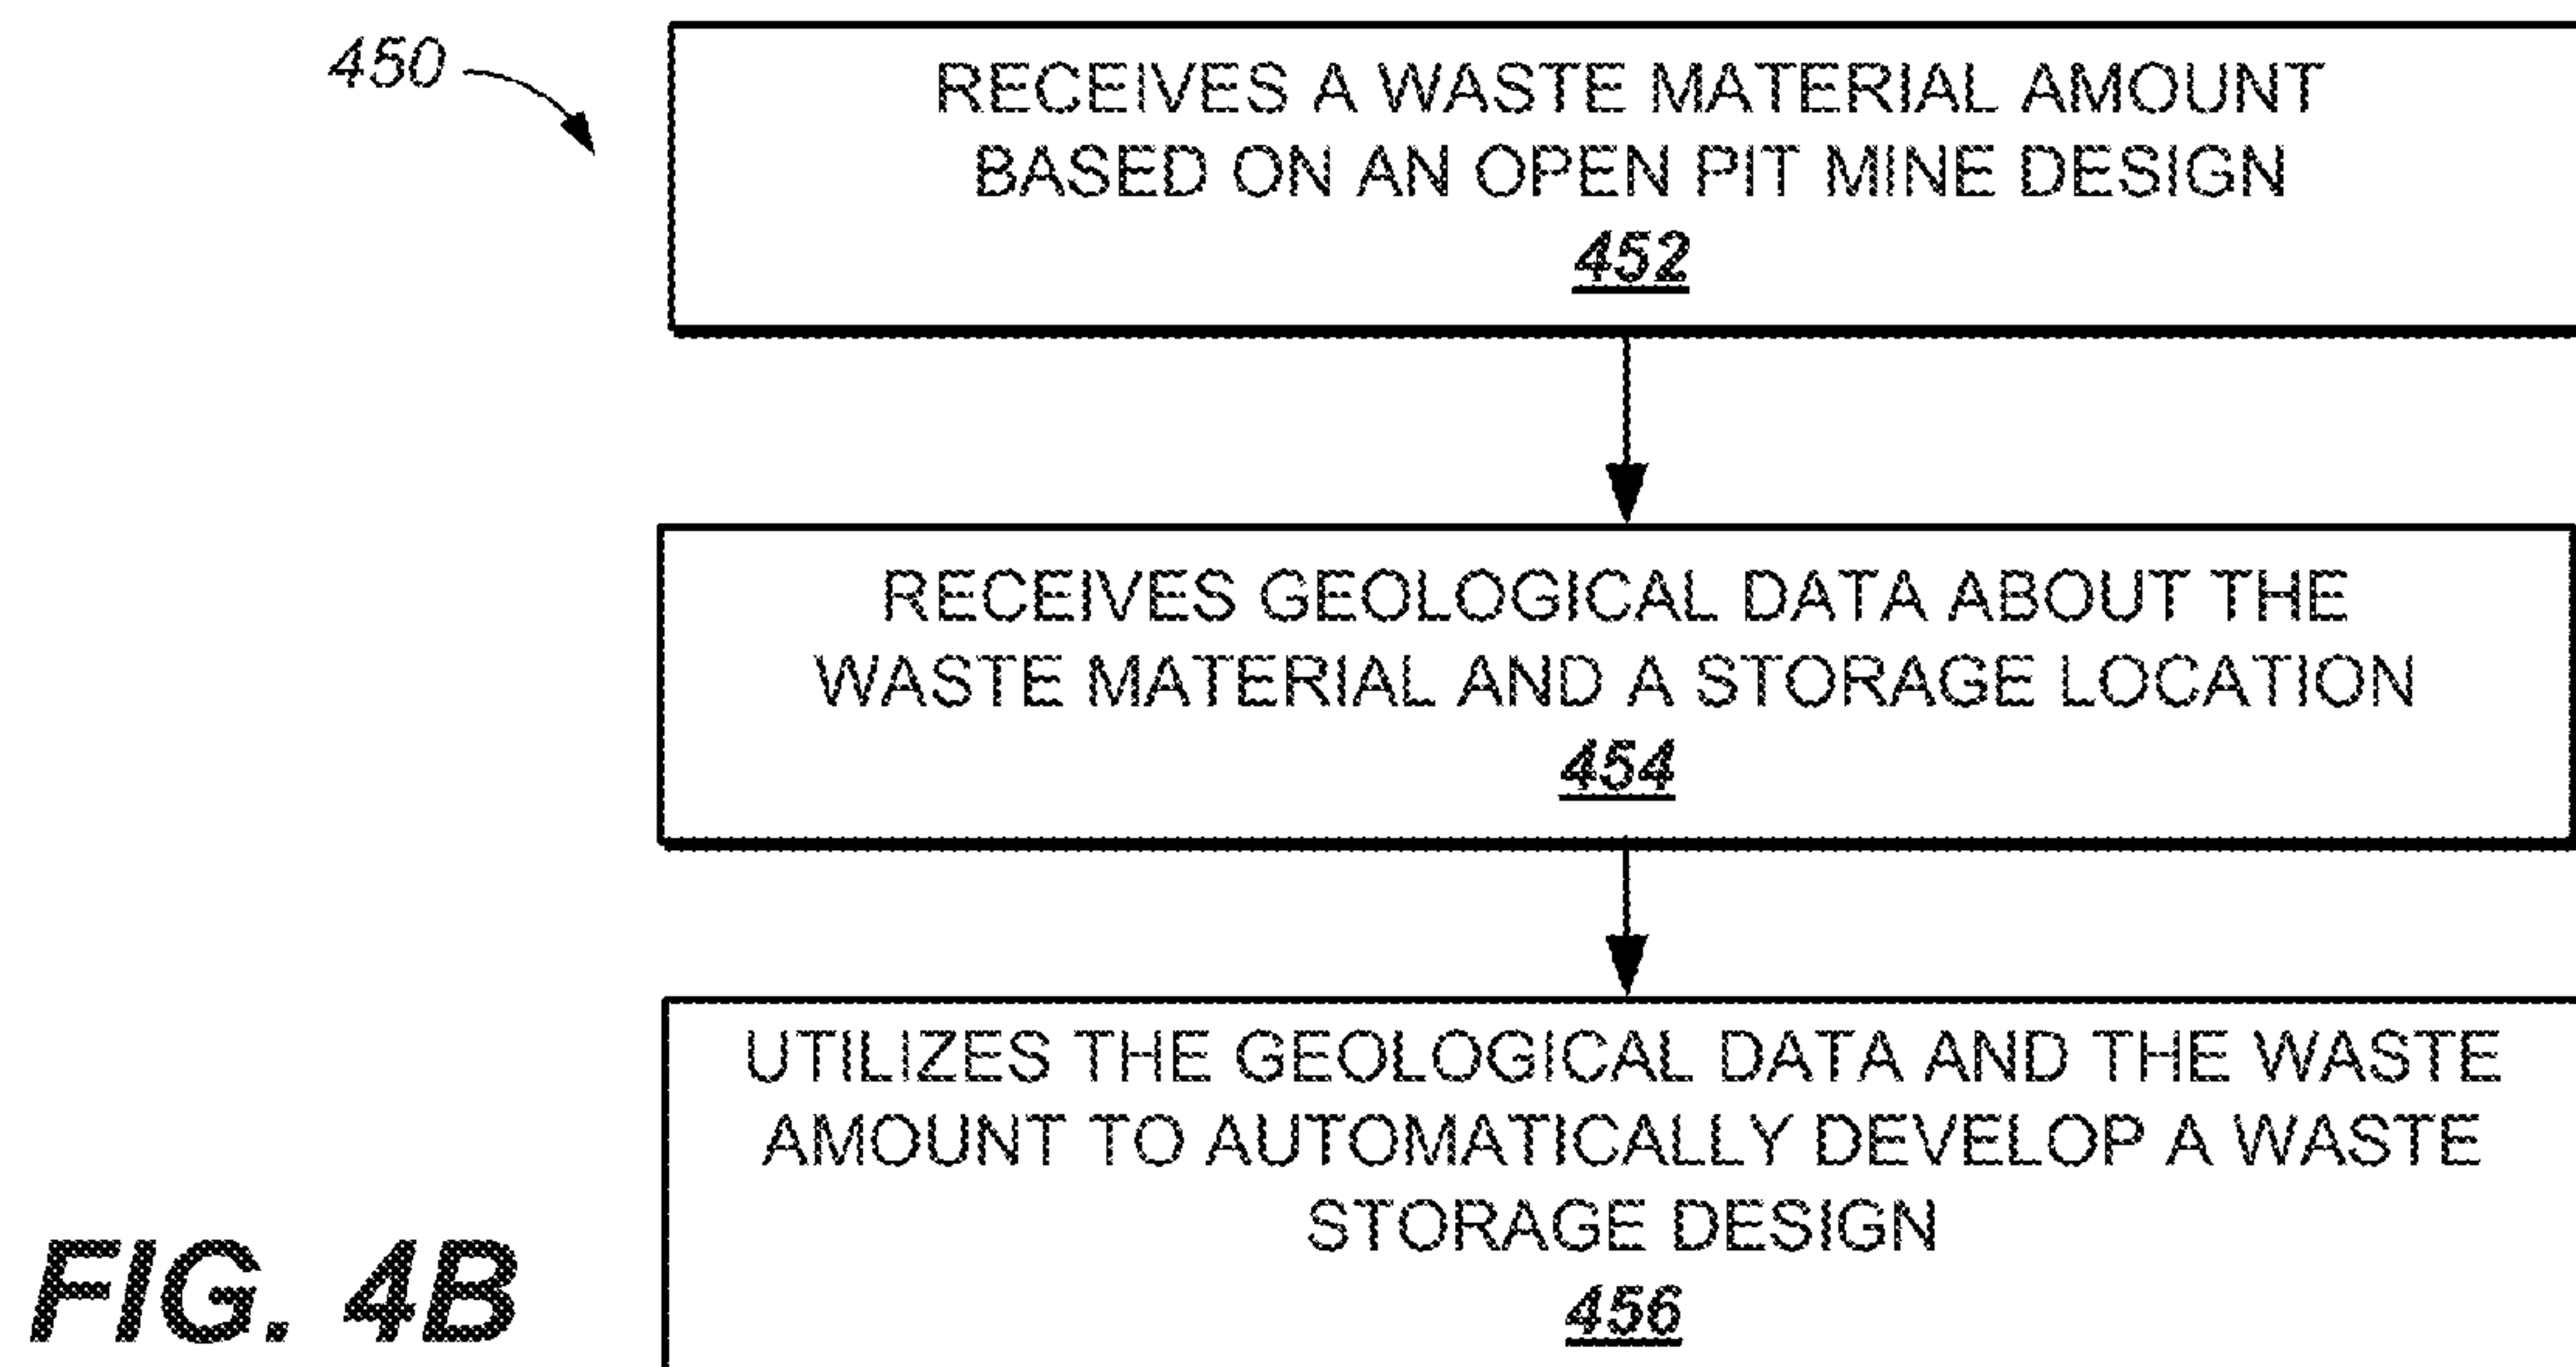 450
RECEIVES A WASTE MATERIAL AMOUNT
BASED ON AN OPEN PIT MINE DESIGN
452
RECEIVES GEOLOGICAL DATA ABOUT THE
WASTE MATERIAL AND A STORAGE LOCATION
454
UTILIZES THE GEOLOGICAL DATA AND THE WASTE
AMOUNT TO AUTOMATICALLY DEVELOP A WASTE
STORAGE DESIGN
456
FIG. 4B